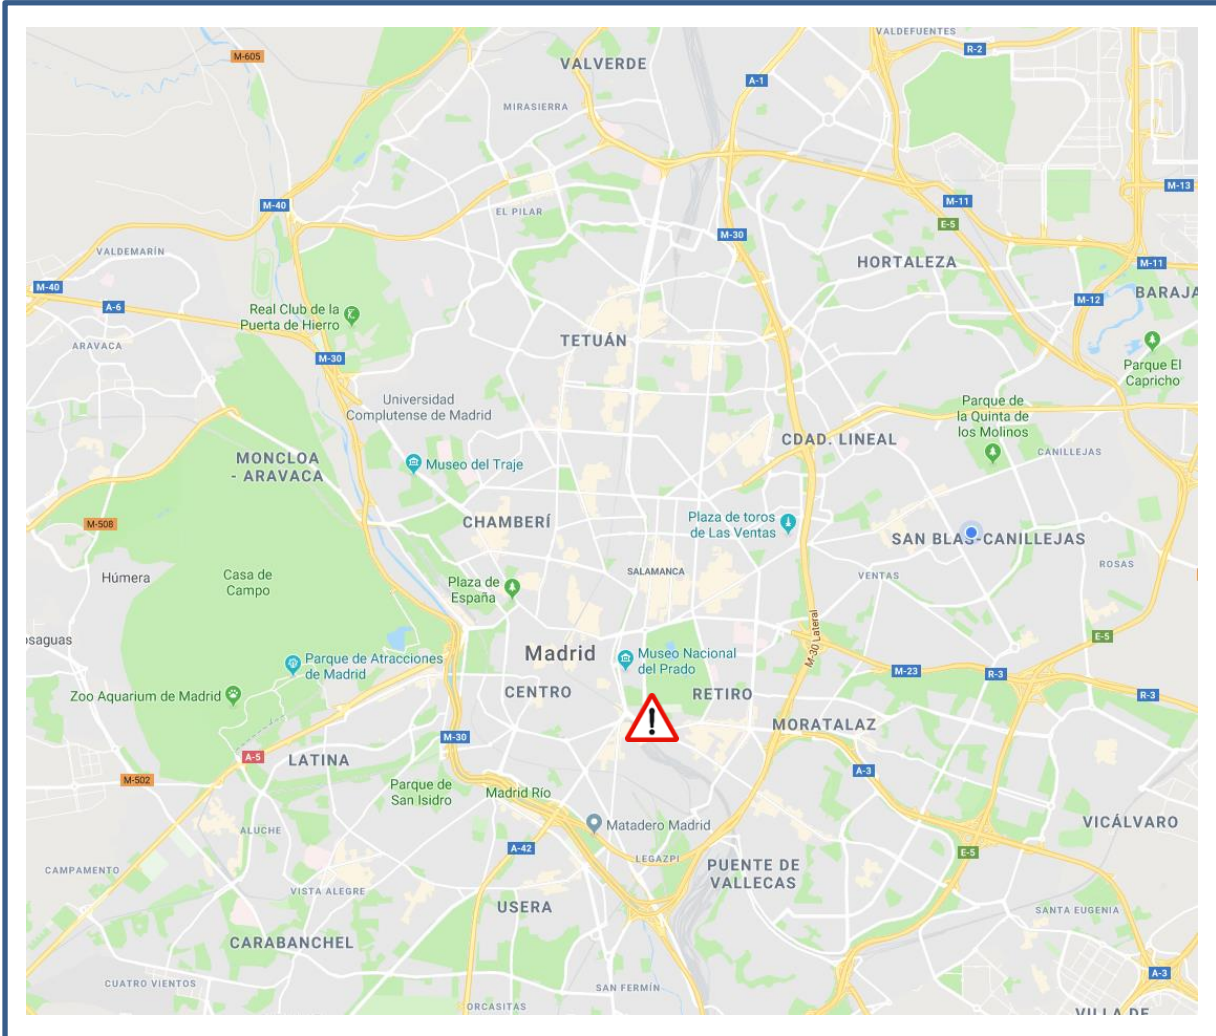 VALDEFUENTES
R-2
M-605
VALVERDE
A-1
MIRASIERRA
M-13
M-40
M-11
EL PILAR
E-5
M-30
VALDEMARÍN
HORTALEZA
M-11
M-40
M-12
BARAJA
A-6
Real Club de la
Puerta de Hierro
TETUÁN
ARAVACA
M-30
Parque El
Capricho
Universidad
Complutense de Madrid
Parque de
la Quinta de
los Molinos
CDAD. LINEAL
CANILLEJAS
MONCLOA
- ARAVACA
Museo del Traje
M-508
CHAMBERÍ
Plaza de toros
de Las Ventas
SAN BLAS-CANILLEJAS
ROSAS
Húmera
Casa de
Campo
SALAMANCA
VENTAS
Plaza de
España
osaguas
M-30 Lateral
E-5
Madrid
Museo Nacional
del Prado
Parque de Atracciones
de Madrid
M-23
R-3
R-3
Zoo Aquarium de Madrid
CENTRO
RETIRO
!
MORATALAZ
M-30
A-5
LATINA
A-3
M-502
Parque de
San Isidro
Madrid Río
ALUCHE
Matadero Madrid
VICÁLVARO
A-42
LEGAZPI
E-5
CAMPAMENTO
PUENTE DE
VALLECAS
VISTA ALEGRE
USERA
SANTA EUGENIA
CARABANCHEL
A-3
CUATRO VIENTOS
SAN FERMÍN
ORCASITAS
VILLA DE